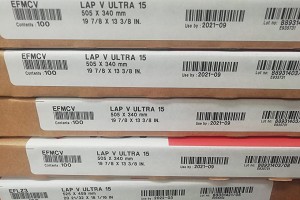 EFMCV
Contents :100
LAP V ULTRA 15
505 X 340 mm
19 7/8 X 13 3/8 IN.
USE BY 2021-09
Lot nr:
EFMCV
Contents :100
LAP V ULTRA 15
505 X 340 mm
19 7/8 X 13 3/8 IN.
USE BY 2021-09
Lot nr:
EFMCV
Contents :100
LAP V ULTRA 15
505 X 340 mm
19 7/8 X 13 3/8 IN.
USE BY 2021-09
Lot nr:
EFMCV
Contents :100
LAP V ULTRA 15
505 X 340 mm
19 7/8 X 13 3/8 IN.
USE BY 2021-09
Lot nr:
LAP V ULTRA 15